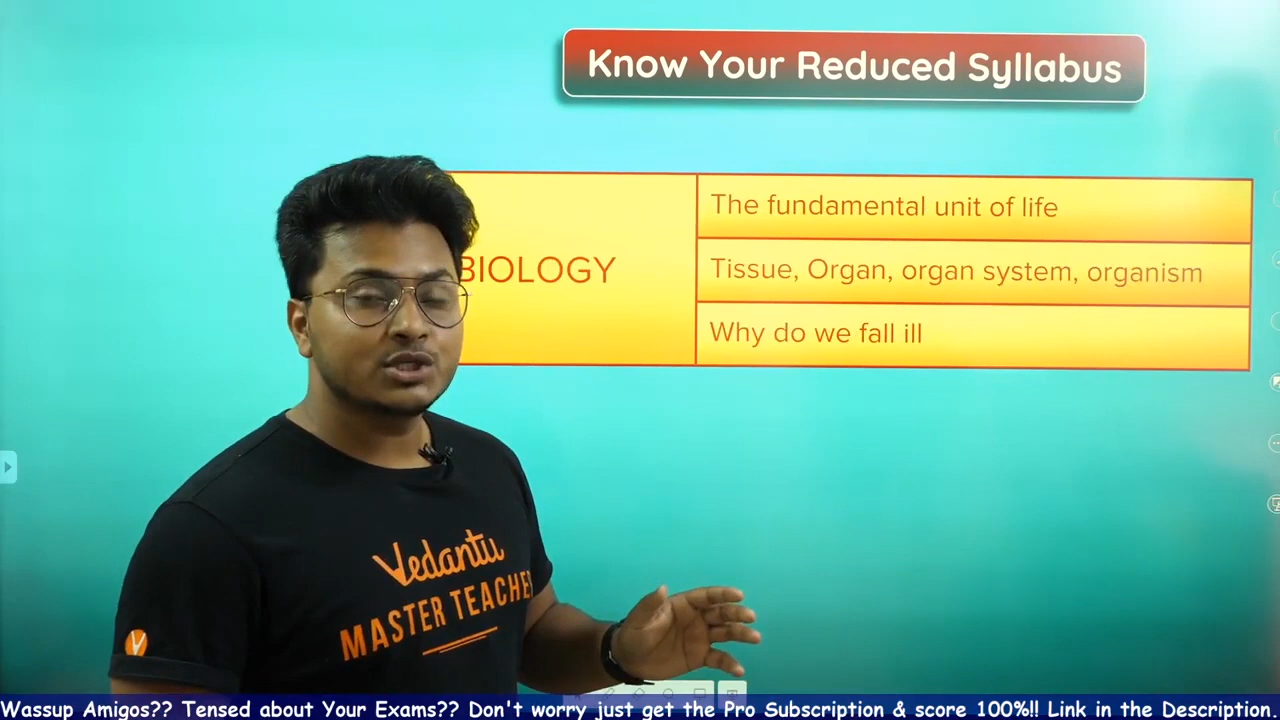 Know Your Reduced Syllabus
BIOLOGY
The fundamental unit of life
Tissue, Organ, organ system, organism
Why do we fall ill
Vedantu
MASTER TEACHER
Wassup Amigos?? Tensed about Your Exams?? Don't worry just get the Pro Subscription & score 100%!! Link in the Description.